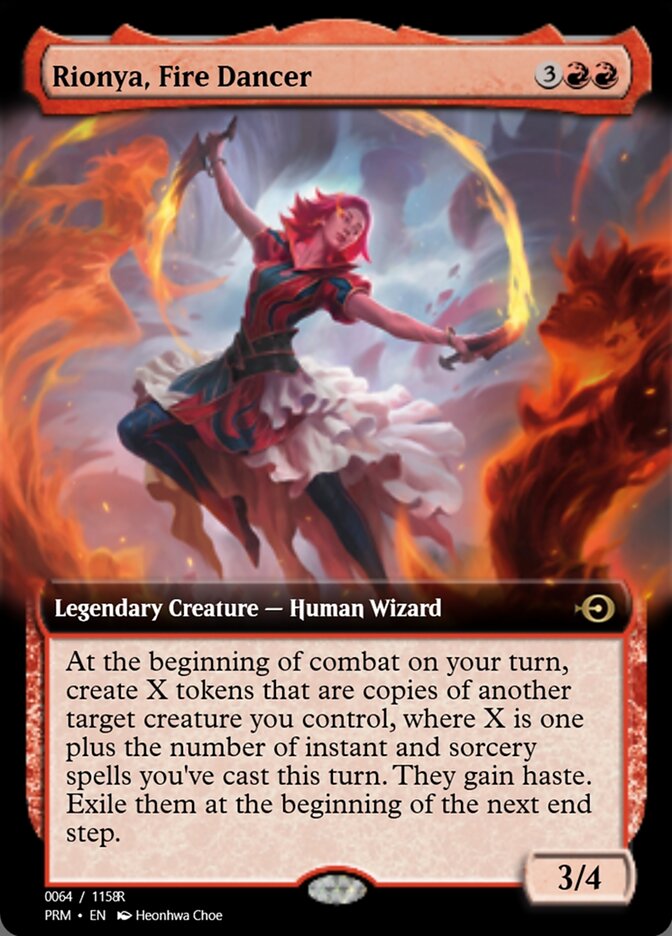 Rionya, Fire Dancer 3
Legendary Creature — Human Wizard
At the beginning of combat on your turn,
create X tokens that are copies of another
target creature you control, where X is one
plus the number of instant and sorcery
spells you've cast this turn. They gain haste.
Exile them at the beginning of the next end
step.
3/4
0064 / 1158R
PRM • EN Heonhwa Choe